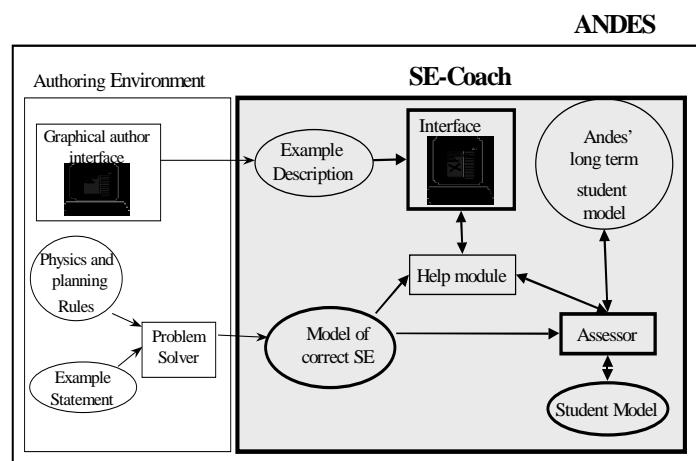 ANDES
Authoring Environment
SE-Coach
Graphical author
interface
Example
Description
Interface
Andes'
long term
student
model
Physics and
planning
Rules
Help module
Problem
Solver
Model of
correct SE
Assessor
Example
Statement
Student Model